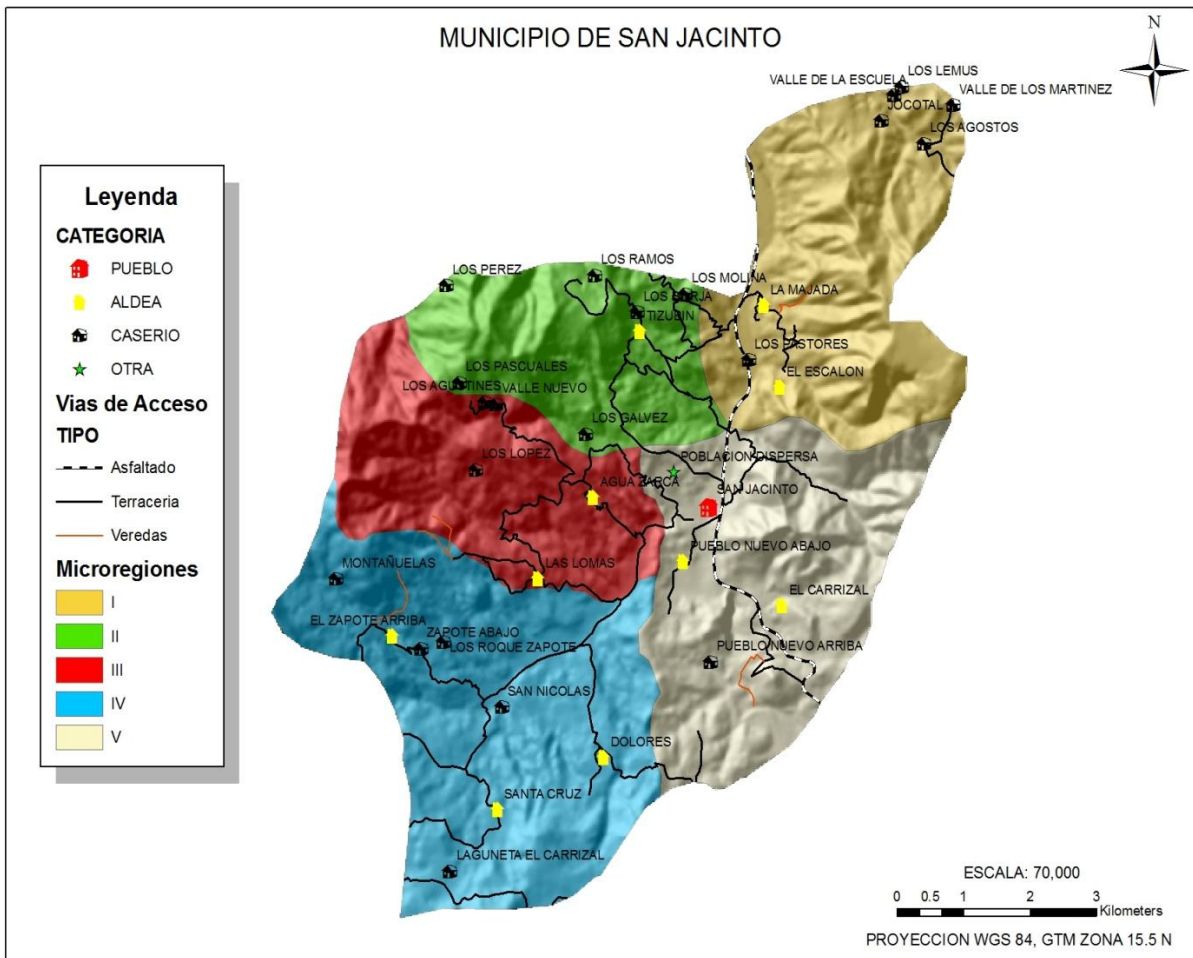 MUNICIPIO DE SAN JACINTO
N
Leyenda
CATEGORIA
PUEBLO
ALDEA
CASERIO
OTRA
Vias de Acceso
TIPO
Asfaltado
Terraceria
Veredas
Microregiones
I
II
III
IV
V
LOS LEMUS
VALLE DE LA ESCUELA
VALLE DE LOS MARTINEZ
JOCOTAL
LOS AGOSTOS
LOS RAMOS
LOS PEREZ
LOS MOLINA
LA MAJADA
LOS BORJA
TIZUBIN
LOS PASTORES
EL ESCALON
LOS PASCUALES
LOS AGUSTINES
VALLE NUEVO
LOS GALVEZ
LOS LOPEZ
POBLACION DISPERSA
AGUA ZARCA
SAN JACINTO
PUEBLO NUEVO ABAJO
LAS LOMAS
MONTAÑUELAS
EL CARRIZAL
EL ZAPOTE ARRIBA
ZAPOTE ABAJO
LOS ROQUE ZAPOTE
PUEBLO NUEVO ARRIBA
SAN NICOLAS
DOLORES
SANTA CRUZ
LAGUNETA EL CARRIZAL
ESCALA: 70,000
0 0.5 1 2 3
Kilometers
PROYECCION WGS 84, GTM ZONA 15.5 N